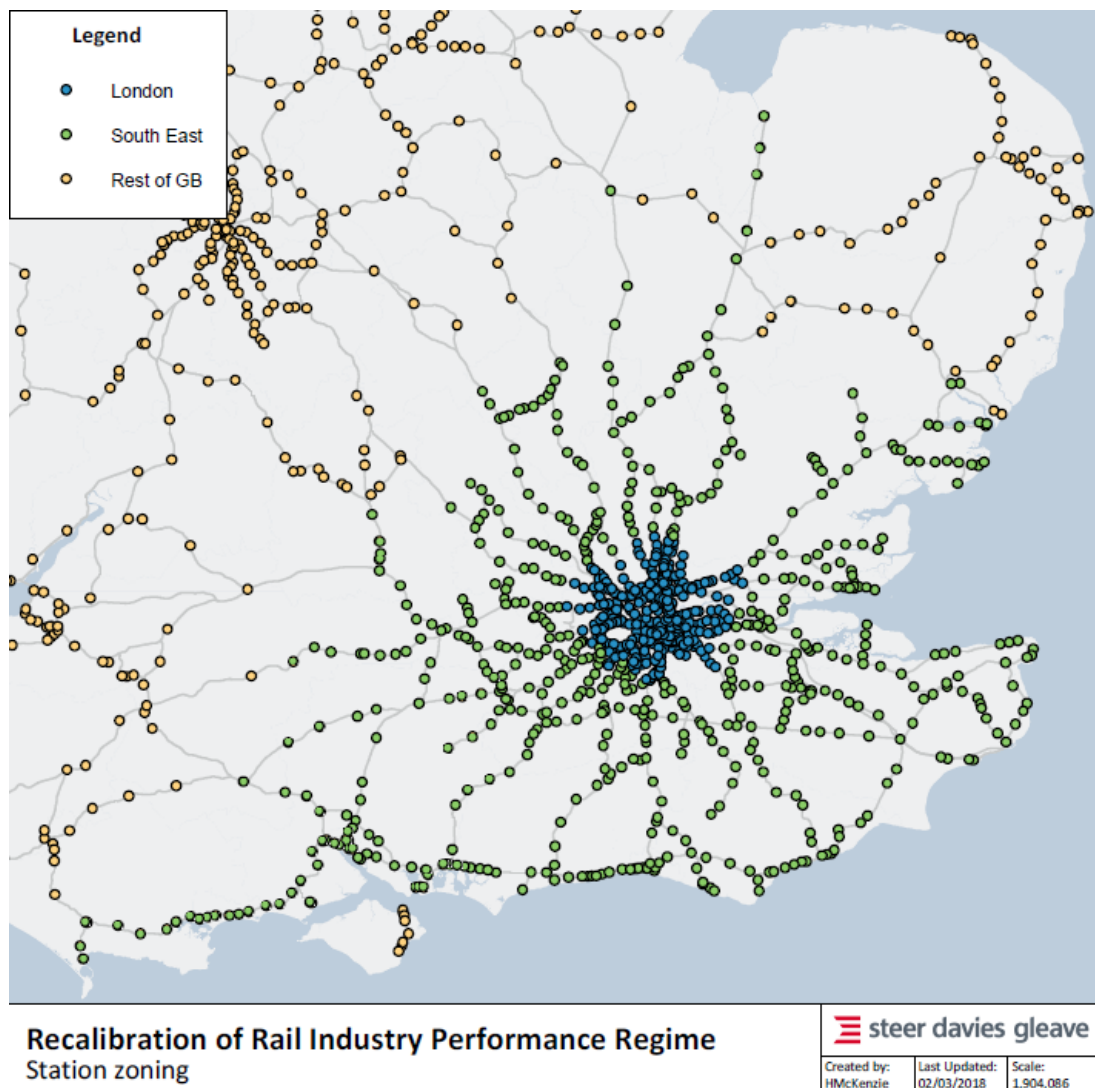 Legend
London
South East
Rest of GB
Recalibration of Rail Industry Performance Regime
Station zoning
steer davies gleave
Created by:
HMcKenzie
Last Updated:
02/03/2018
Scale:
1,904,086